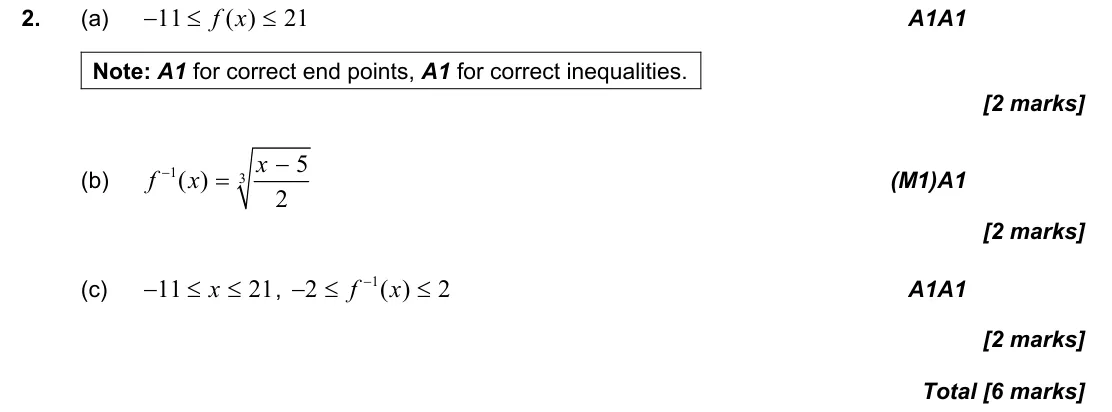 2. (a) −11 ≤ f(x) ≤ 21 A1A1
Note: A1 for correct end points, A1 for correct inequalities.
[2 marks]
(b) f⁻¹(x) = ∛((x − 5)/2) (M1)A1
[2 marks]
(c) −11 ≤ x ≤ 21, −2 ≤ f⁻¹(x) ≤ 2 A1A1
[2 marks]
Total [6 marks]